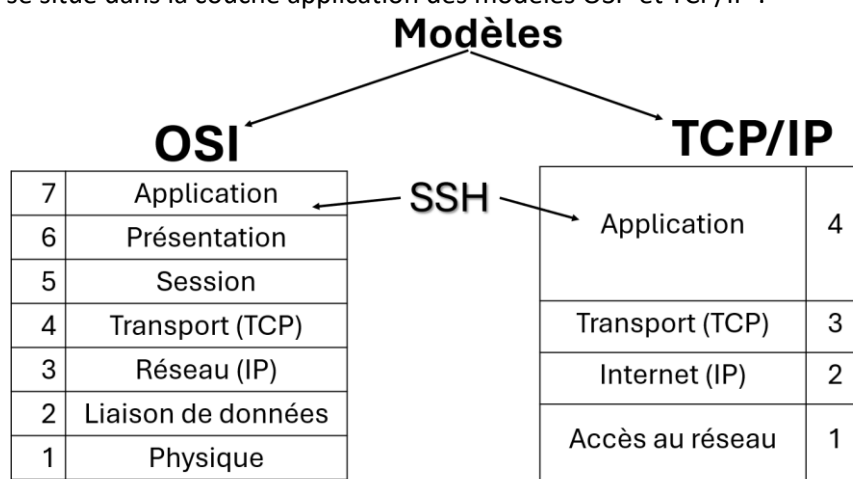 se situe dans la couche application des modèles OSI et TCP/IP .
Modèles
OSI
TCP/IP
SSH
7 Application
6 Présentation
5 Session
4 Transport (TCP)
3 Réseau (IP)
2 Liaison de données
1 Physique
Application 4
Transport (TCP) 3
Internet (IP) 2
Accès au réseau 1